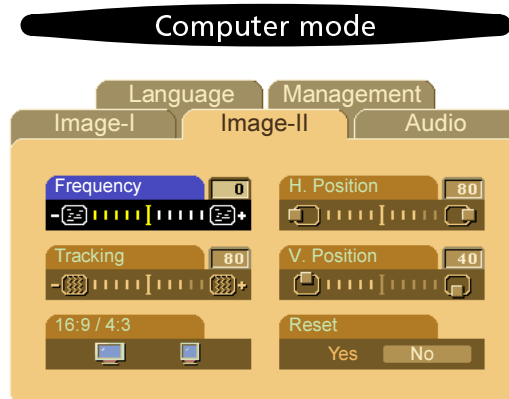 Computer mode
Language Management
Image-I Image-II Audio
Frequency 0
H. Position 80
- +
Tracking 80
V. Position 40
- +
16:9 / 4:3
Reset
Yes No